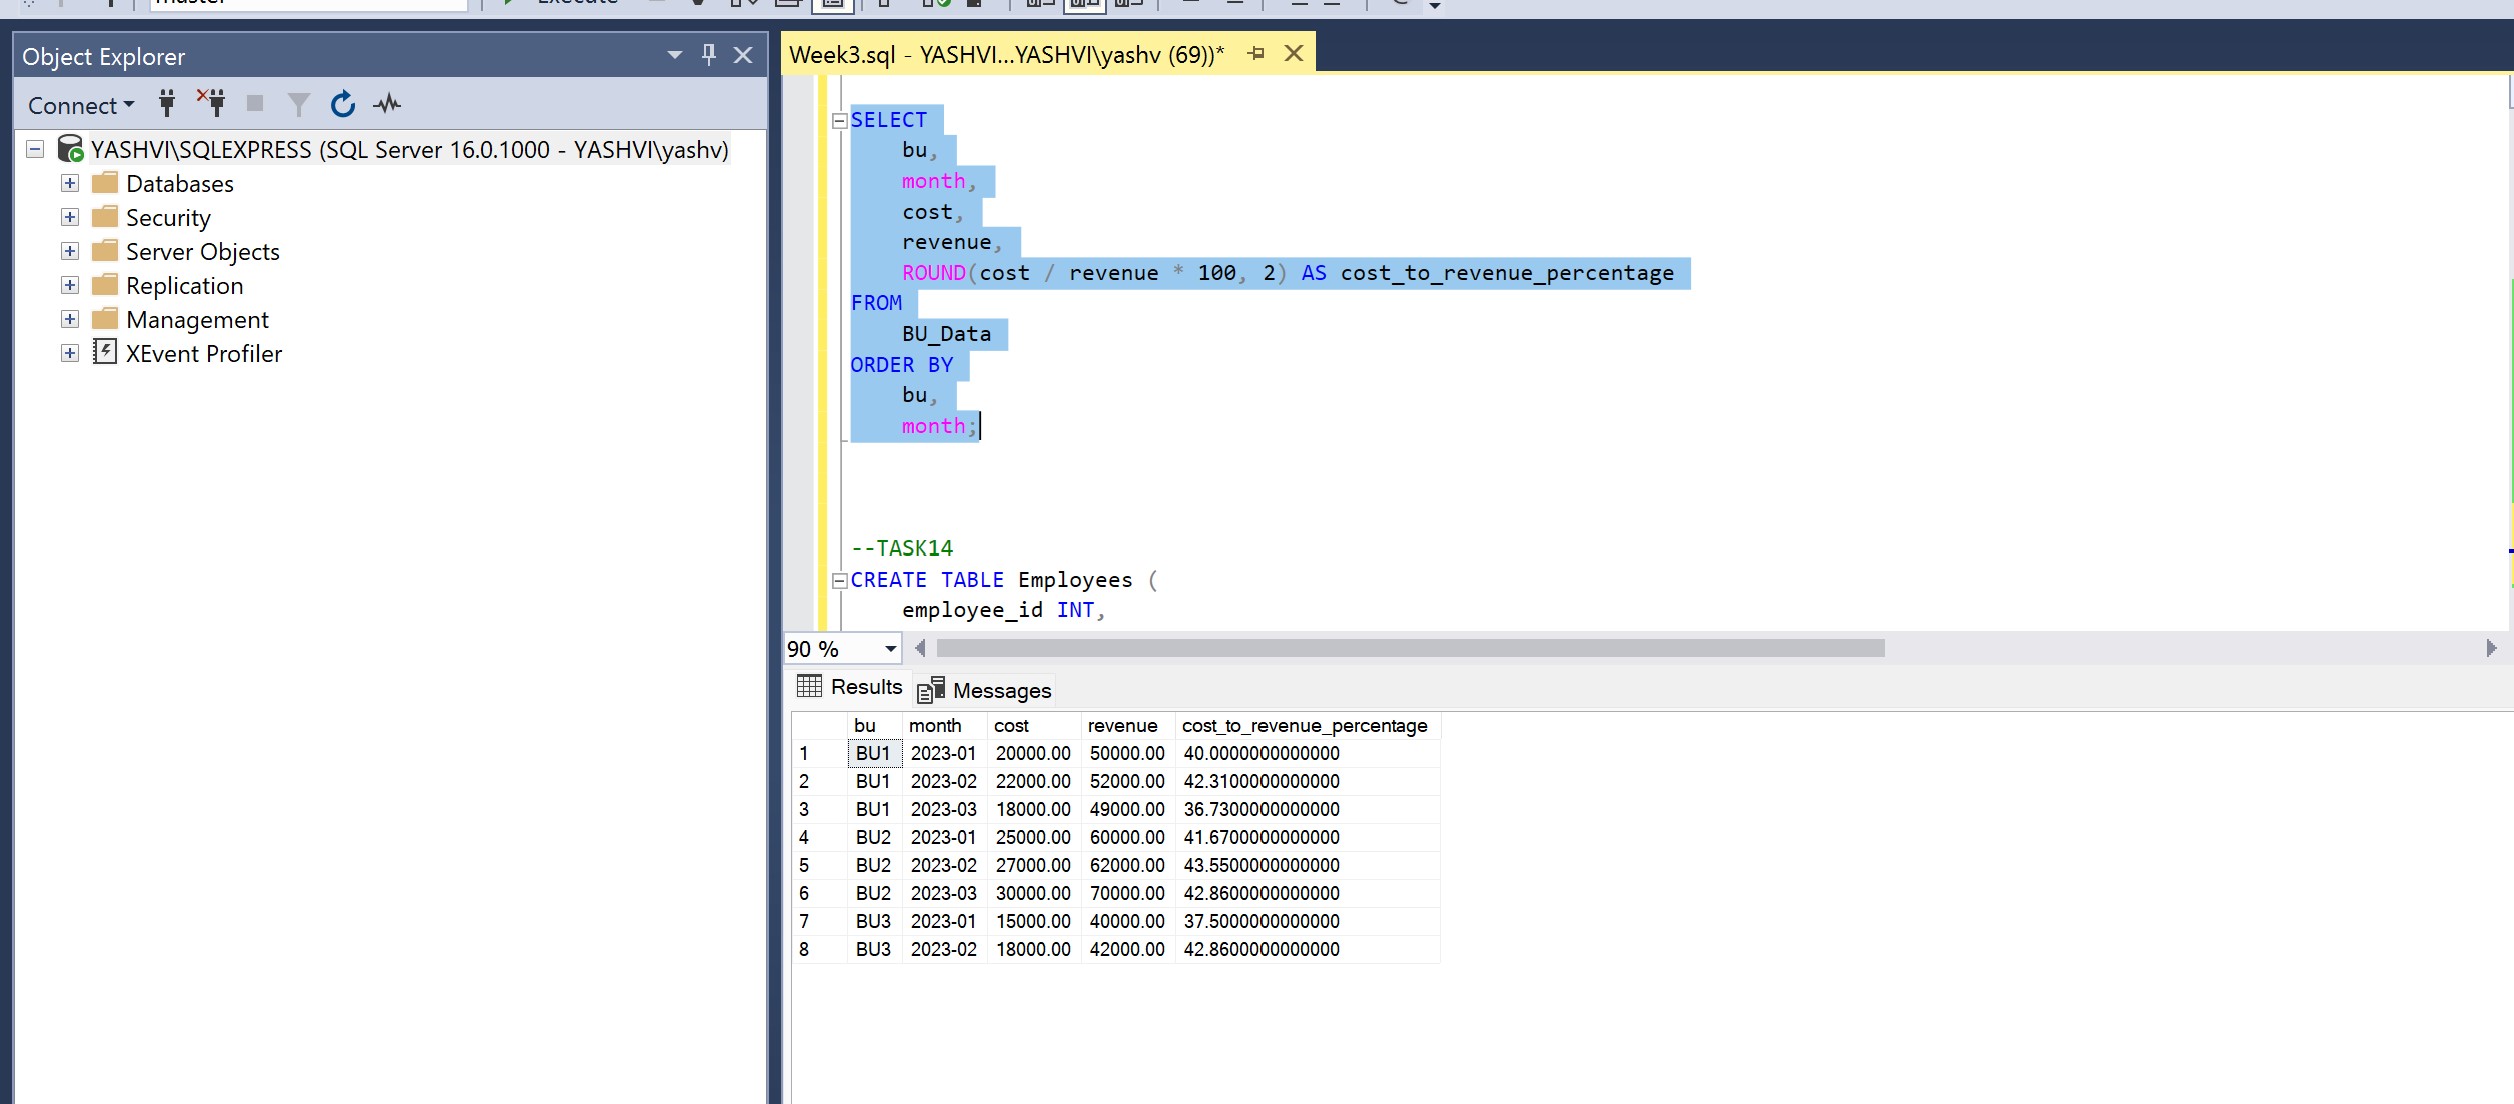 master
Execute
Object Explorer
Connect
YASHVI\SQLEXPRESS (SQL Server 16.0.1000 - YASHVI\yashv)
Databases
Security
Server Objects
Replication
Management
XEvent Profiler
Week3.sql - YASHVI...YASHVI\yashv (69))*
SELECT
bu,
month,
cost,
revenue,
ROUND(cost / revenue * 100, 2) AS cost_to_revenue_percentage
FROM
BU_Data
ORDER BY
bu,
month;
--TASK14
CREATE TABLE Employees (
employee_id INT,
90 %
Results Messages
bu month cost revenue cost_to_revenue_percentage
1 BU1 2023-01 20000.00 50000.00 40.0000000000000
2 BU1 2023-02 22000.00 52000.00 42.3100000000000
3 BU1 2023-03 18000.00 49000.00 36.7300000000000
4 BU2 2023-01 25000.00 60000.00 41.6700000000000
5 BU2 2023-02 27000.00 62000.00 43.5500000000000
6 BU2 2023-03 30000.00 70000.00 42.8600000000000
7 BU3 2023-01 15000.00 40000.00 37.5000000000000
8 BU3 2023-02 18000.00 42000.00 42.8600000000000